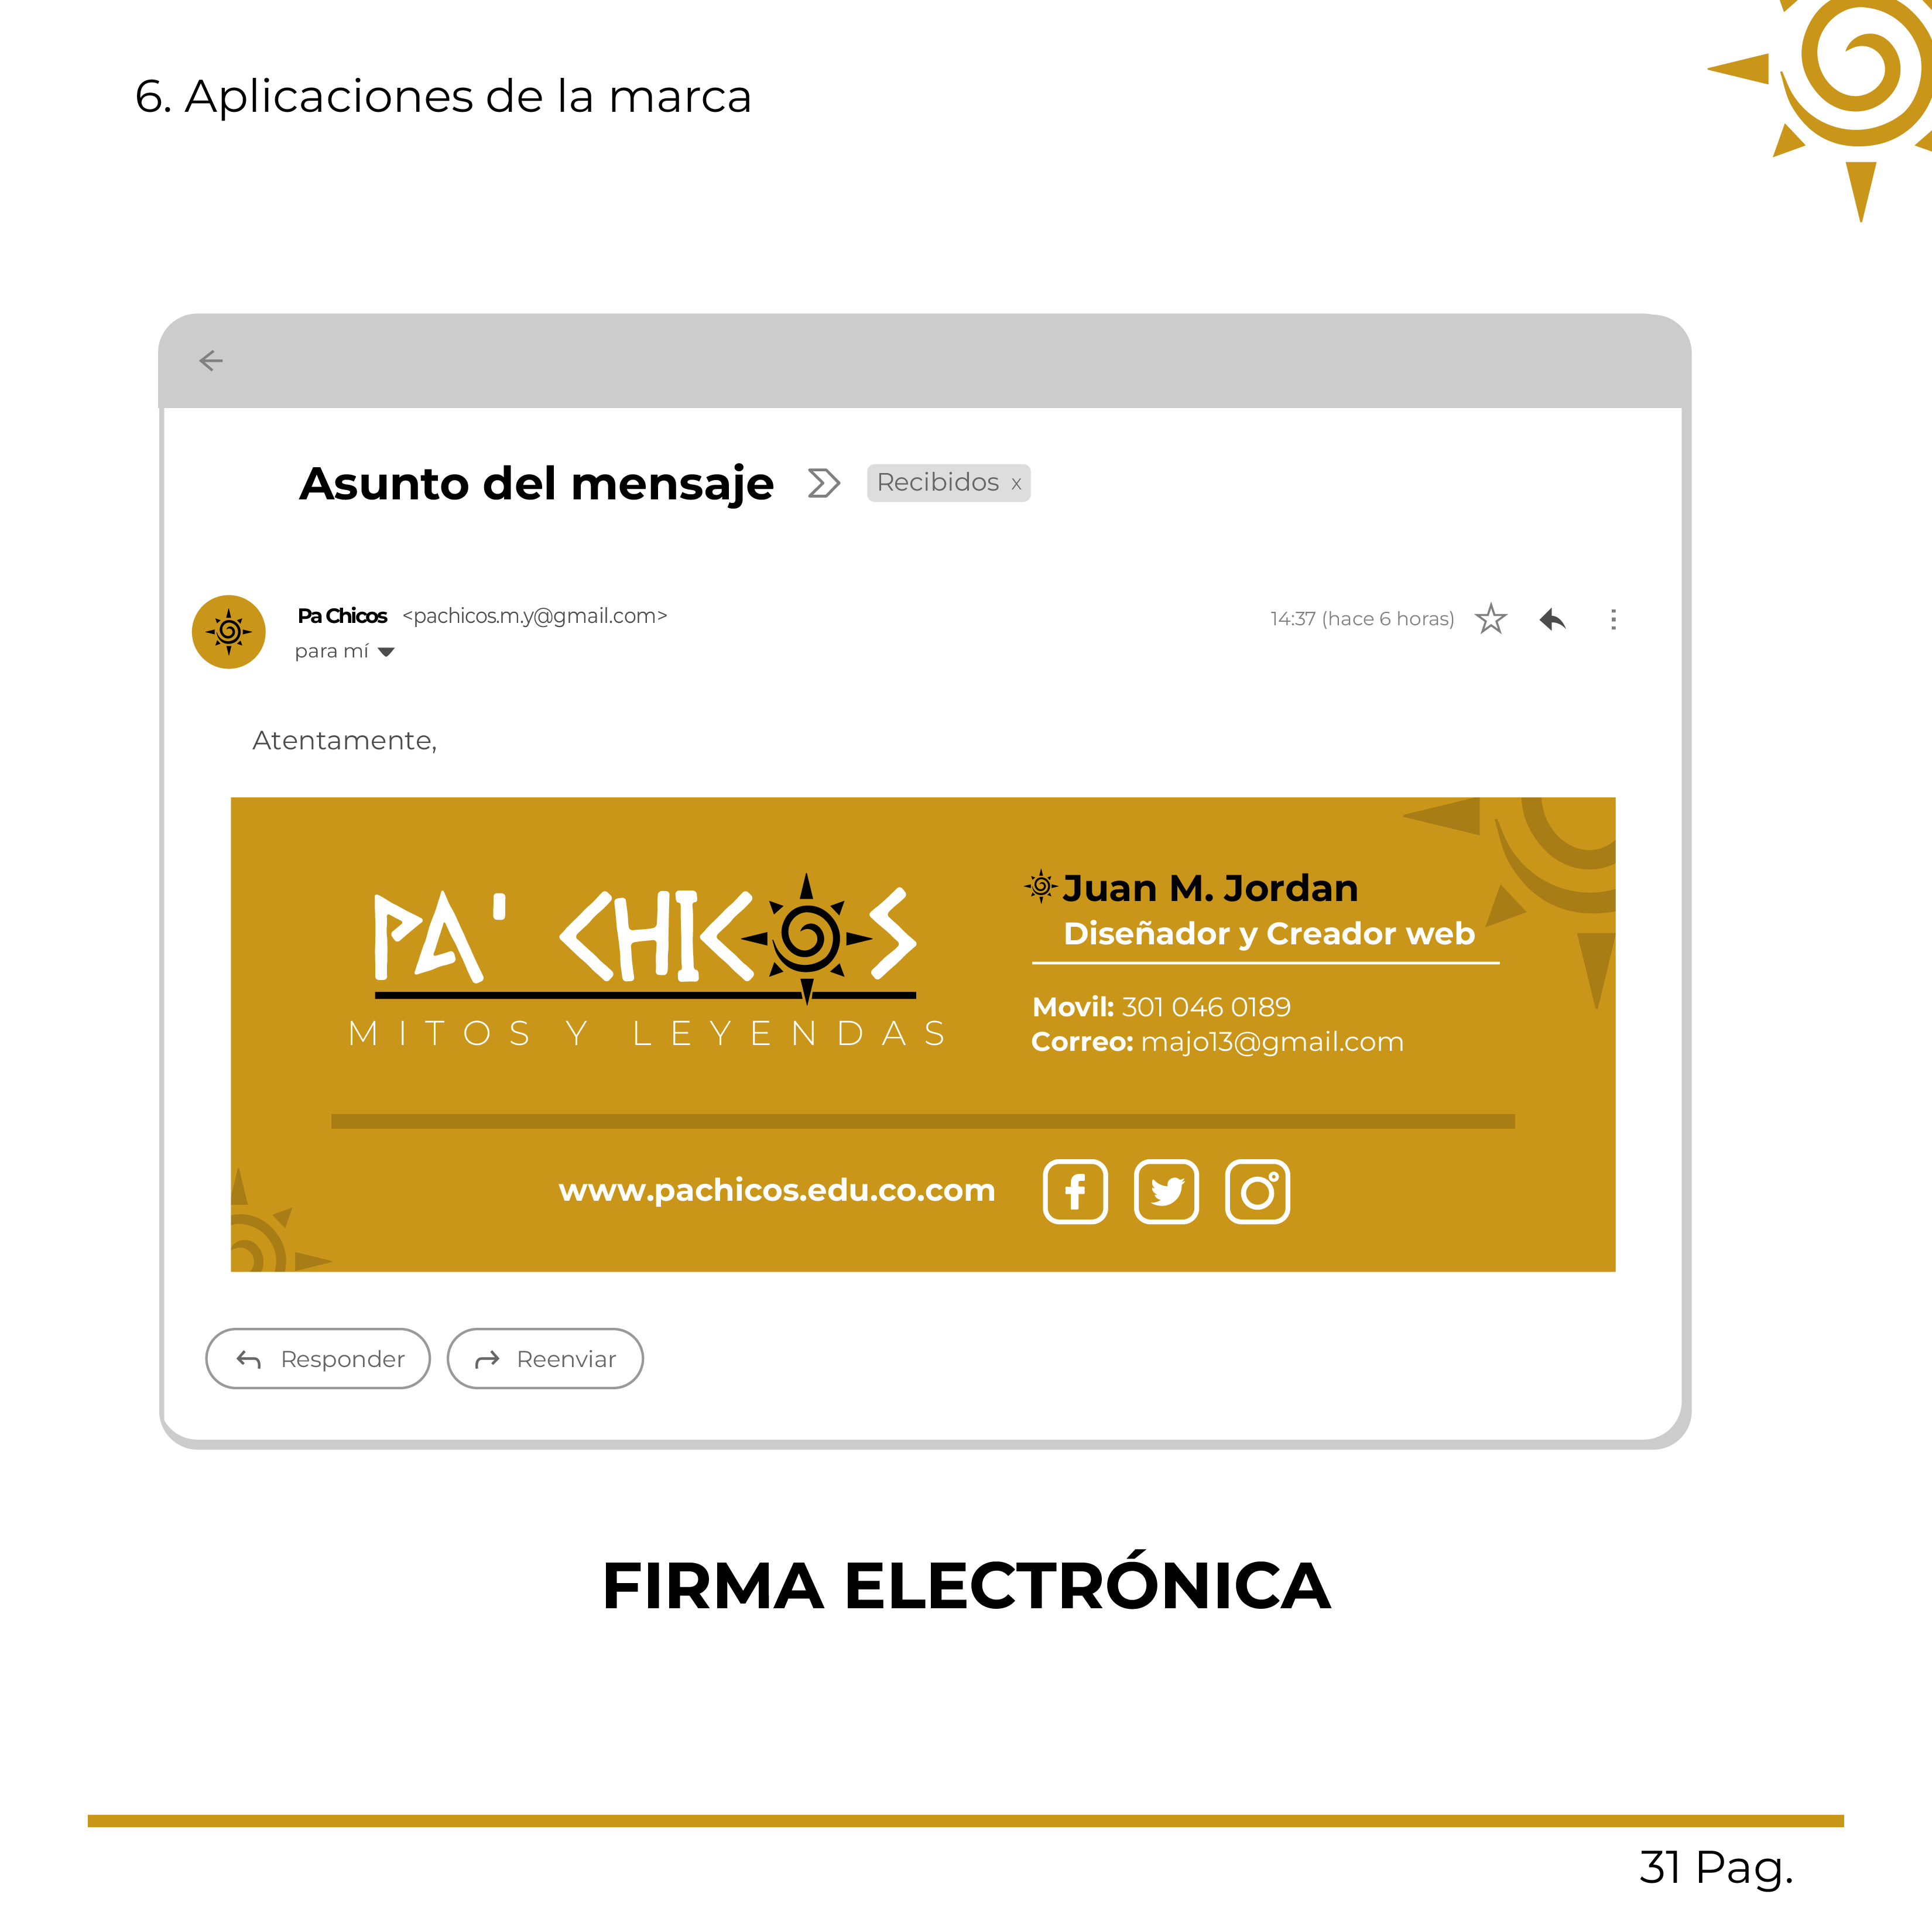 6. Aplicaciones de la marca
Asunto del mensaje
Recibidos x
Pa Chicos <pachicos.m.y@gmail.com>
14:37 (hace 6 horas)
para mí
Atentamente,
PA' CHICOS
MITOS Y LEYENDAS
Juan M. Jordan
Diseñador y Creador web
Movil: 301 046 0189
Correo: majo13@gmail.com
www.pachicos.edu.co.com
Responder
Reenviar
FIRMA ELECTRÓNICA
31 Pag.